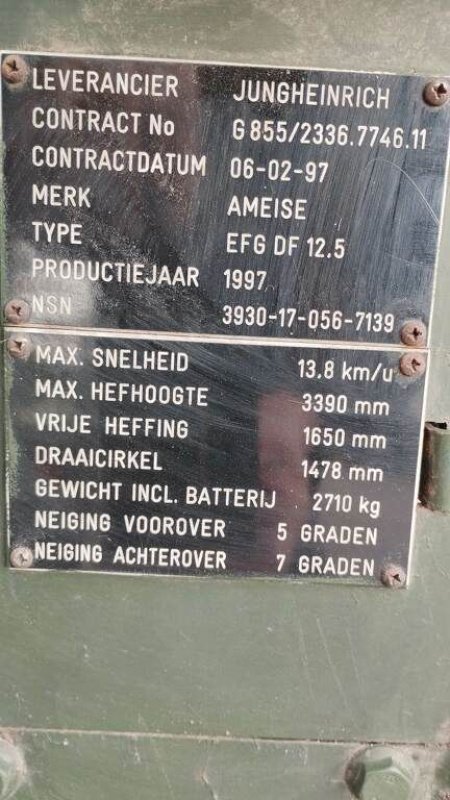 LEVERANCIER JUNGHEINRICH
CONTRACT No G 855/2336.7746.11
CONTRACTDATUM 06-02-97
MERK AMEISE
TYPE EFG DF 12.5
PRODUCTIEJAAR 1997
NSN 3930-17-056-7139
MAX. SNELHEID 13.8 km/u
MAX. HEFHOOGTE 3390 mm
VRIJE HEFFING 1650 mm
DRAAICIRKEL 1478 mm
GEWICHT INCL. BATTERIJ 2710 kg
NEIGING VOOROVER 5 GRADEN
NEIGING ACHTEROVER 7 GRADEN